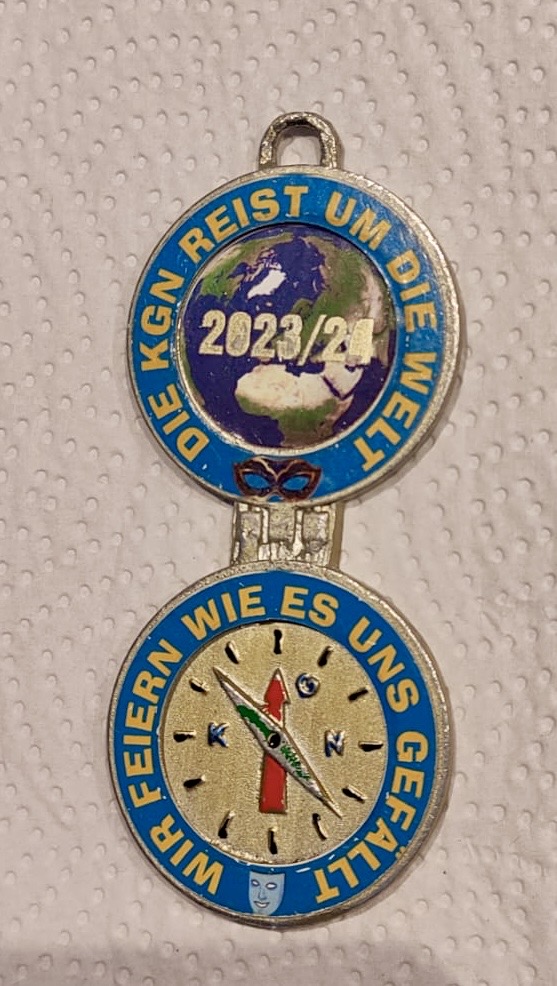 DIE KGN REIST UM DIE WELT
2023/24
WIR FEIERN WIE ES UNS GEFÄLLT
G
K N